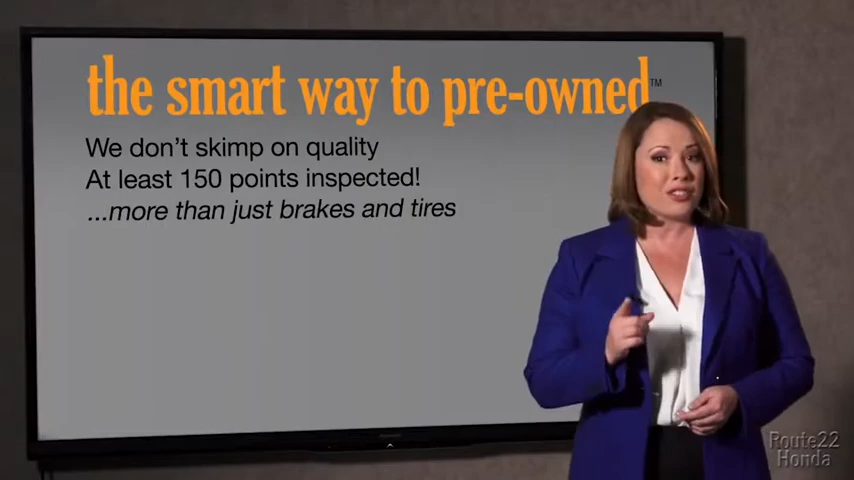 the smart way to pre-owned™
We don't skimp on quality
At least 150 points inspected!
...more than just brakes and tires
Route22
Honda